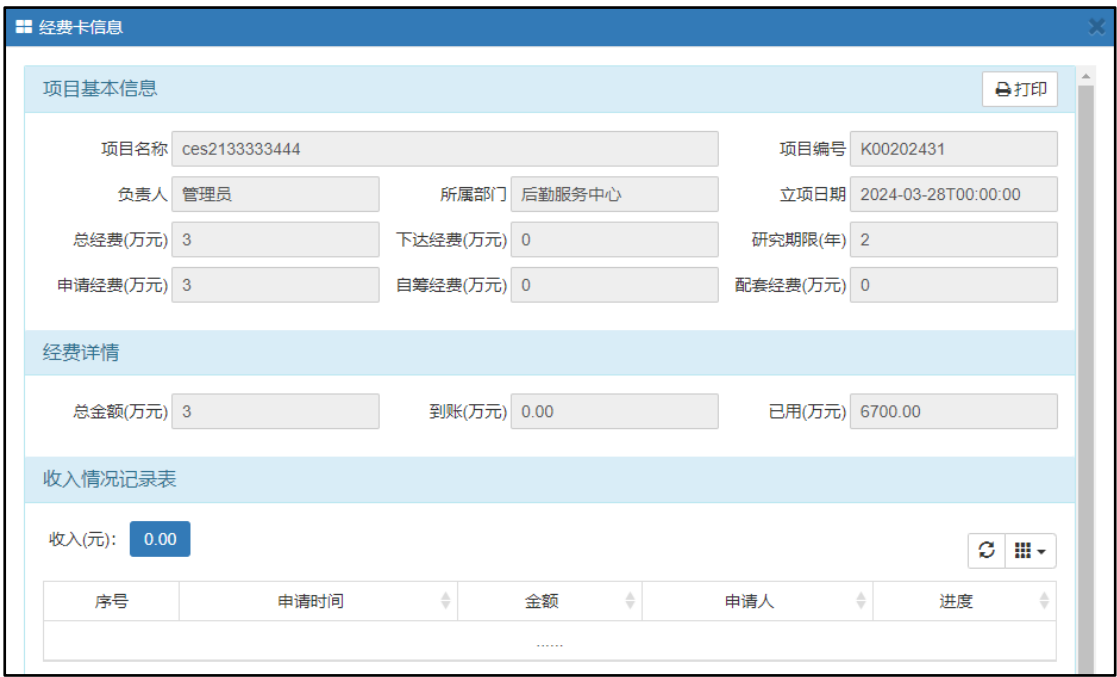 经费卡信息
项目基本信息 打印
项目名称 ces2133333444 项目编号 K00202431
负责人 管理员 所属部门 后勤服务中心 立项日期 2024-03-28T00:00:00
总经费(万元) 3 下达经费(万元) 0 研究期限(年) 2
申请经费(万元) 3 自筹经费(万元) 0 配套经费(万元) 0
经费详情
总金额(万元) 3 到账(万元) 0.00 已用(万元) 6700.00
收入情况记录表
收入(元): 0.00
序号 申请时间 金额 申请人 进度
......